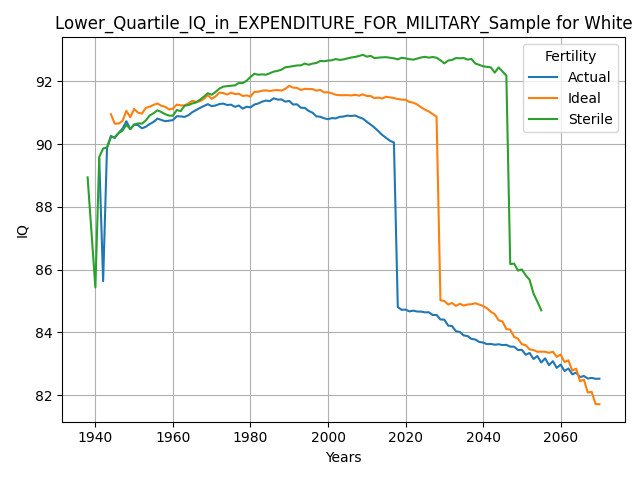 Lower_Quartile_IQ_in_EXPENDITURE_FOR_MILITARY_Sample for White
Fertility
Actual
Ideal
Sterile
92
90
88
86
84
82
IQ
1940
1960
1980
2000
2020
2040
2060
Years